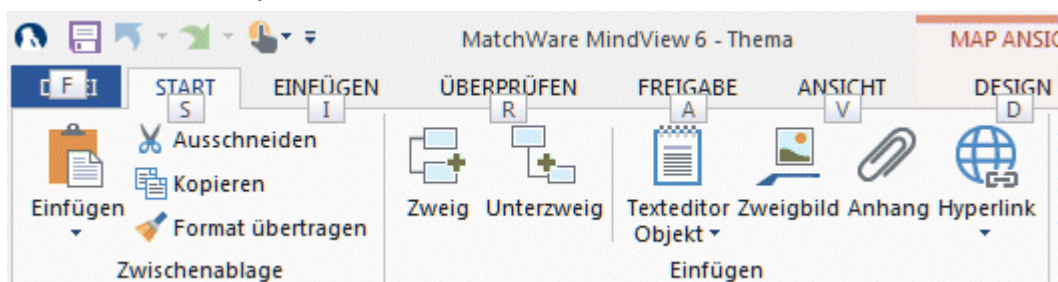 MatchWare MindView 6 - Thema MAP ANSIC
F START EINFÜGEN ÜBERPRÜFEN FREIGABE ANSICHT DESIGN
S I R A V D
Ausschneiden
Kopieren
Format übertragen
Einfügen
Zweig Unterzweig Texteditor Objekt Zweigbild Anhang Hyperlink
Zwischenablage Einfügen